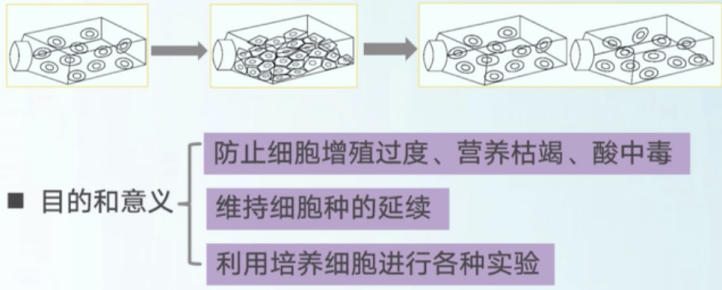 防止细胞增殖过度、营养枯竭、酸中毒
■ 目的和意义
维持细胞种的延续
利用培养细胞进行各种实验